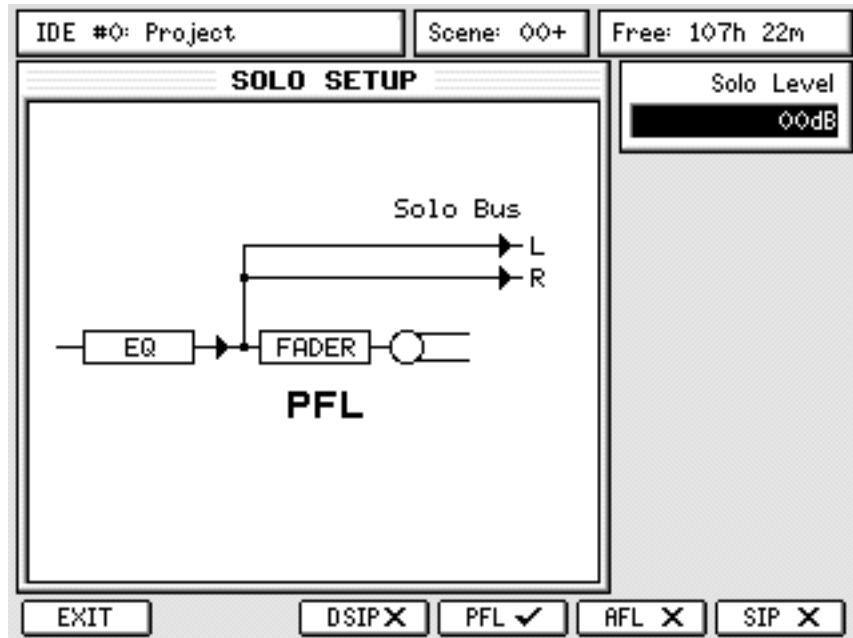 IDE #0: Project
Scene: 00+
Free: 107h 22m
SOLO SETUP
Solo Level
00dB
Solo Bus
L
R
EQ
FADER
PFL
EXIT
DSIP X
PFL ✓
AFL X
SIP X